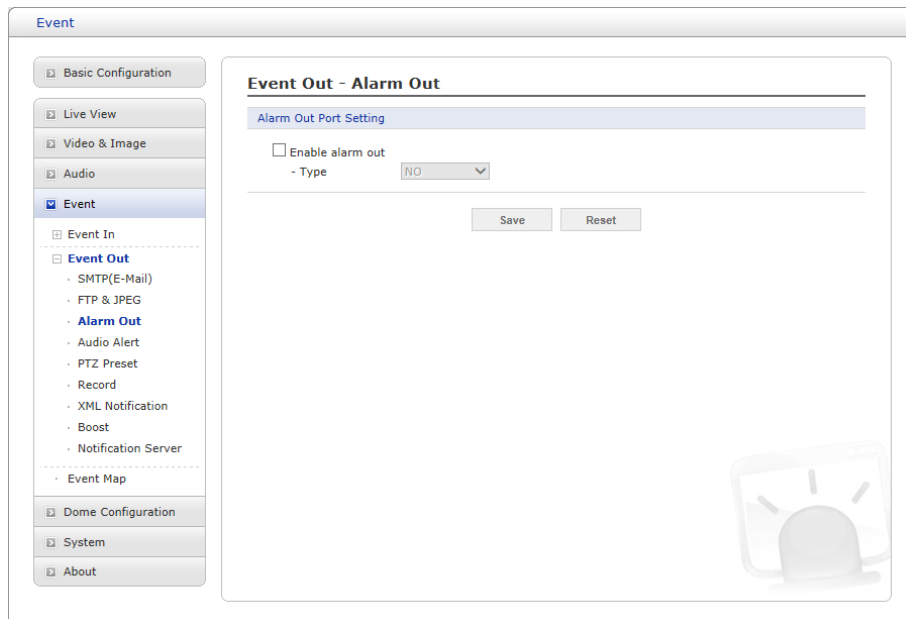 Event
Basic Configuration
Live View
Video & Image
Audio
Event
Event In
Event Out
SMTP(E-Mail)
FTP & JPEG
Alarm Out
Audio Alert
PTZ Preset
Record
XML Notification
Boost
Notification Server
Event Map
Dome Configuration
System
About
Event Out - Alarm Out
Alarm Out Port Setting
Enable alarm out
- Type NO
Save Reset